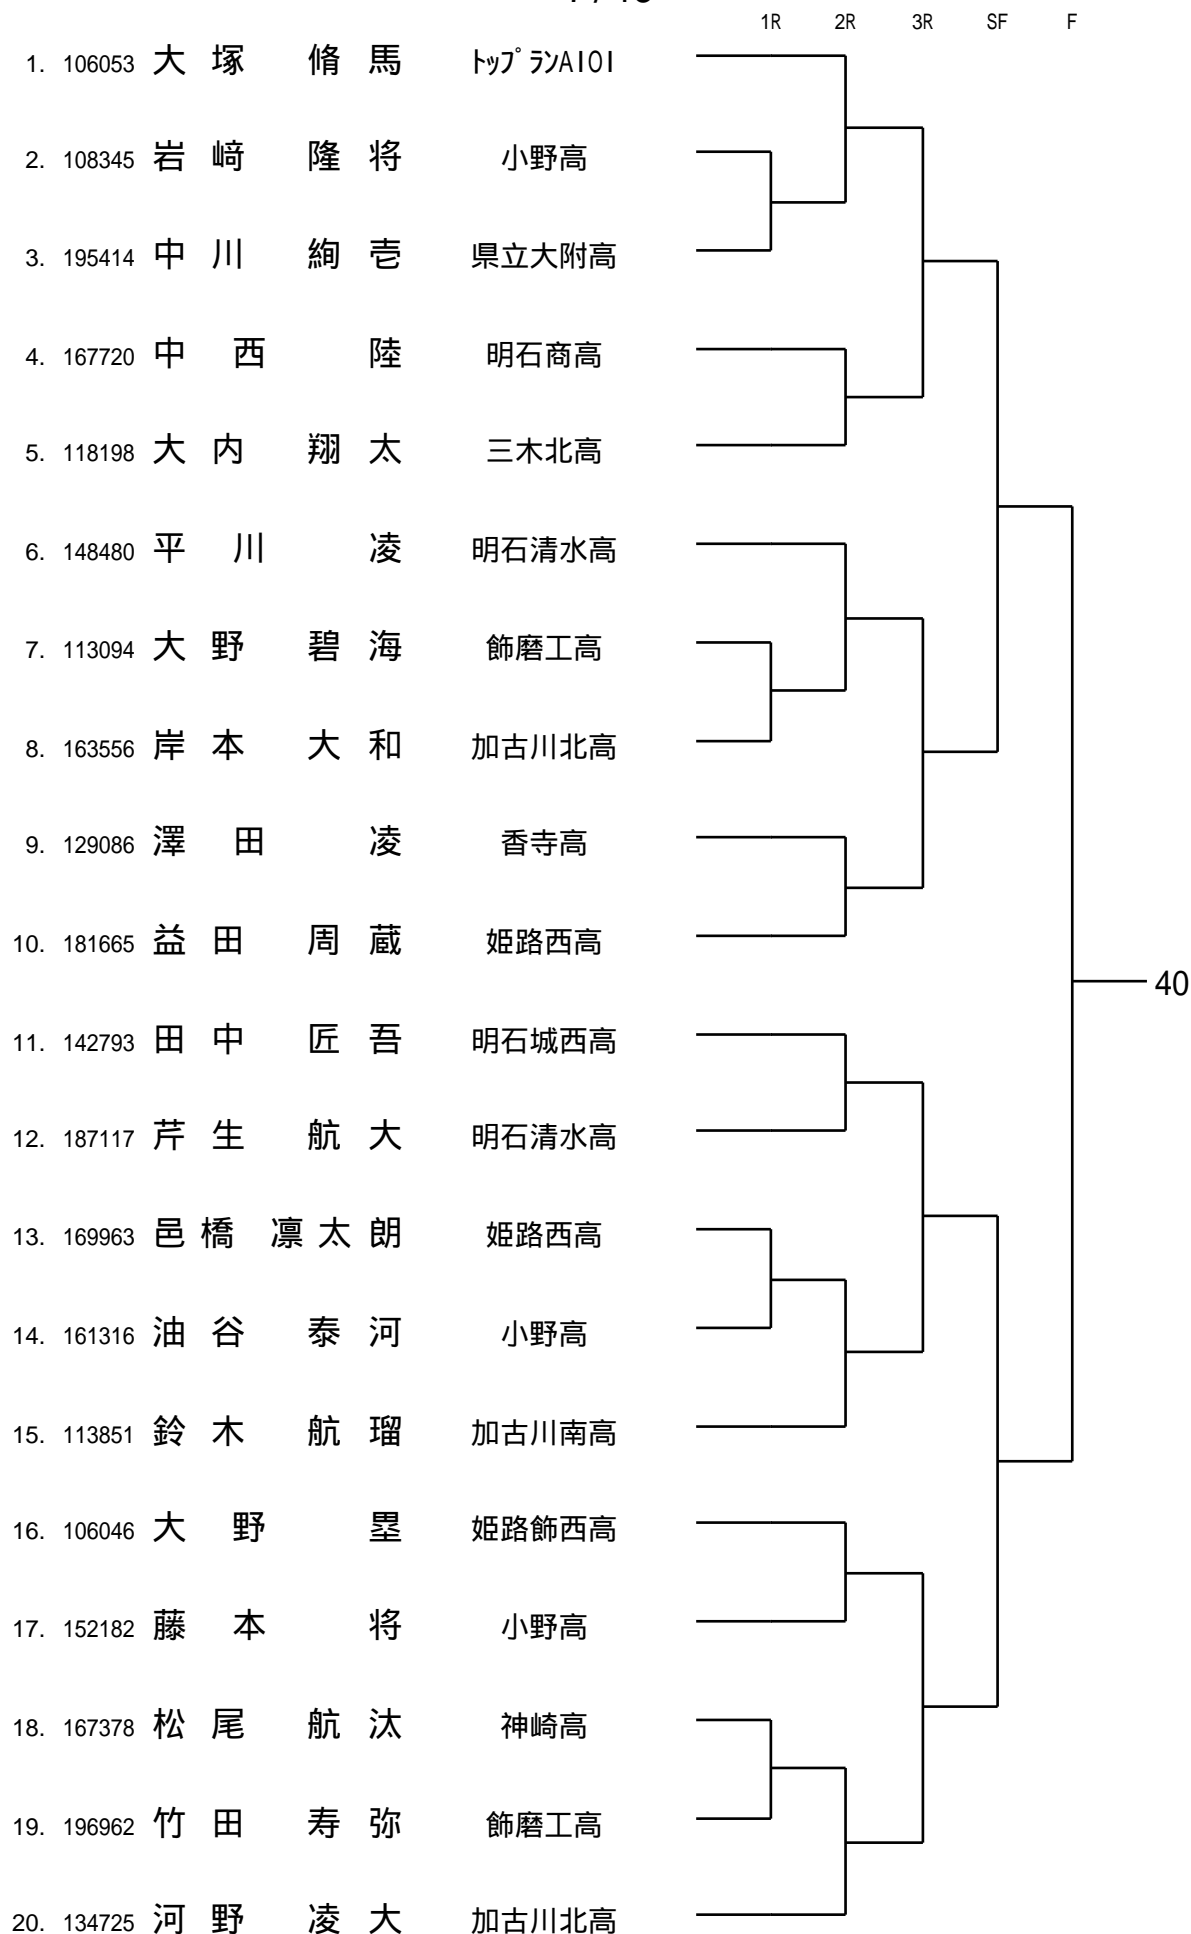 1R 2R 3R SF F
1. 106053 大塚 脩馬 トップランAIOI
2. 108345 岩﨑 隆将 小野高
3. 195414 中川 絢壱 県立大附高
4. 167720 中西 陸 明石商高
5. 118198 大内 翔太 三木北高
6. 148480 平川 凌 明石清水高
7. 113094 大野 碧海 飾磨工高
8. 163556 岸本 大和 加古川北高
9. 129086 澤田 凌 香寺高
10. 181665 益田 周蔵 姫路西高
40
11. 142793 田中 匠吾 明石城西高
12. 187117 芹生 航大 明石清水高
13. 169963 邑橋 凛太朗 姫路西高
14. 161316 油谷 泰河 小野高
15. 113851 鈴木 航瑠 加古川南高
16. 106046 大野 塁 姫路飾西高
17. 152182 藤本 将 小野高
18. 167378 松尾 航汰 神崎高
19. 196962 竹田 寿弥 飾磨工高
20. 134725 河野 凌大 加古川北高